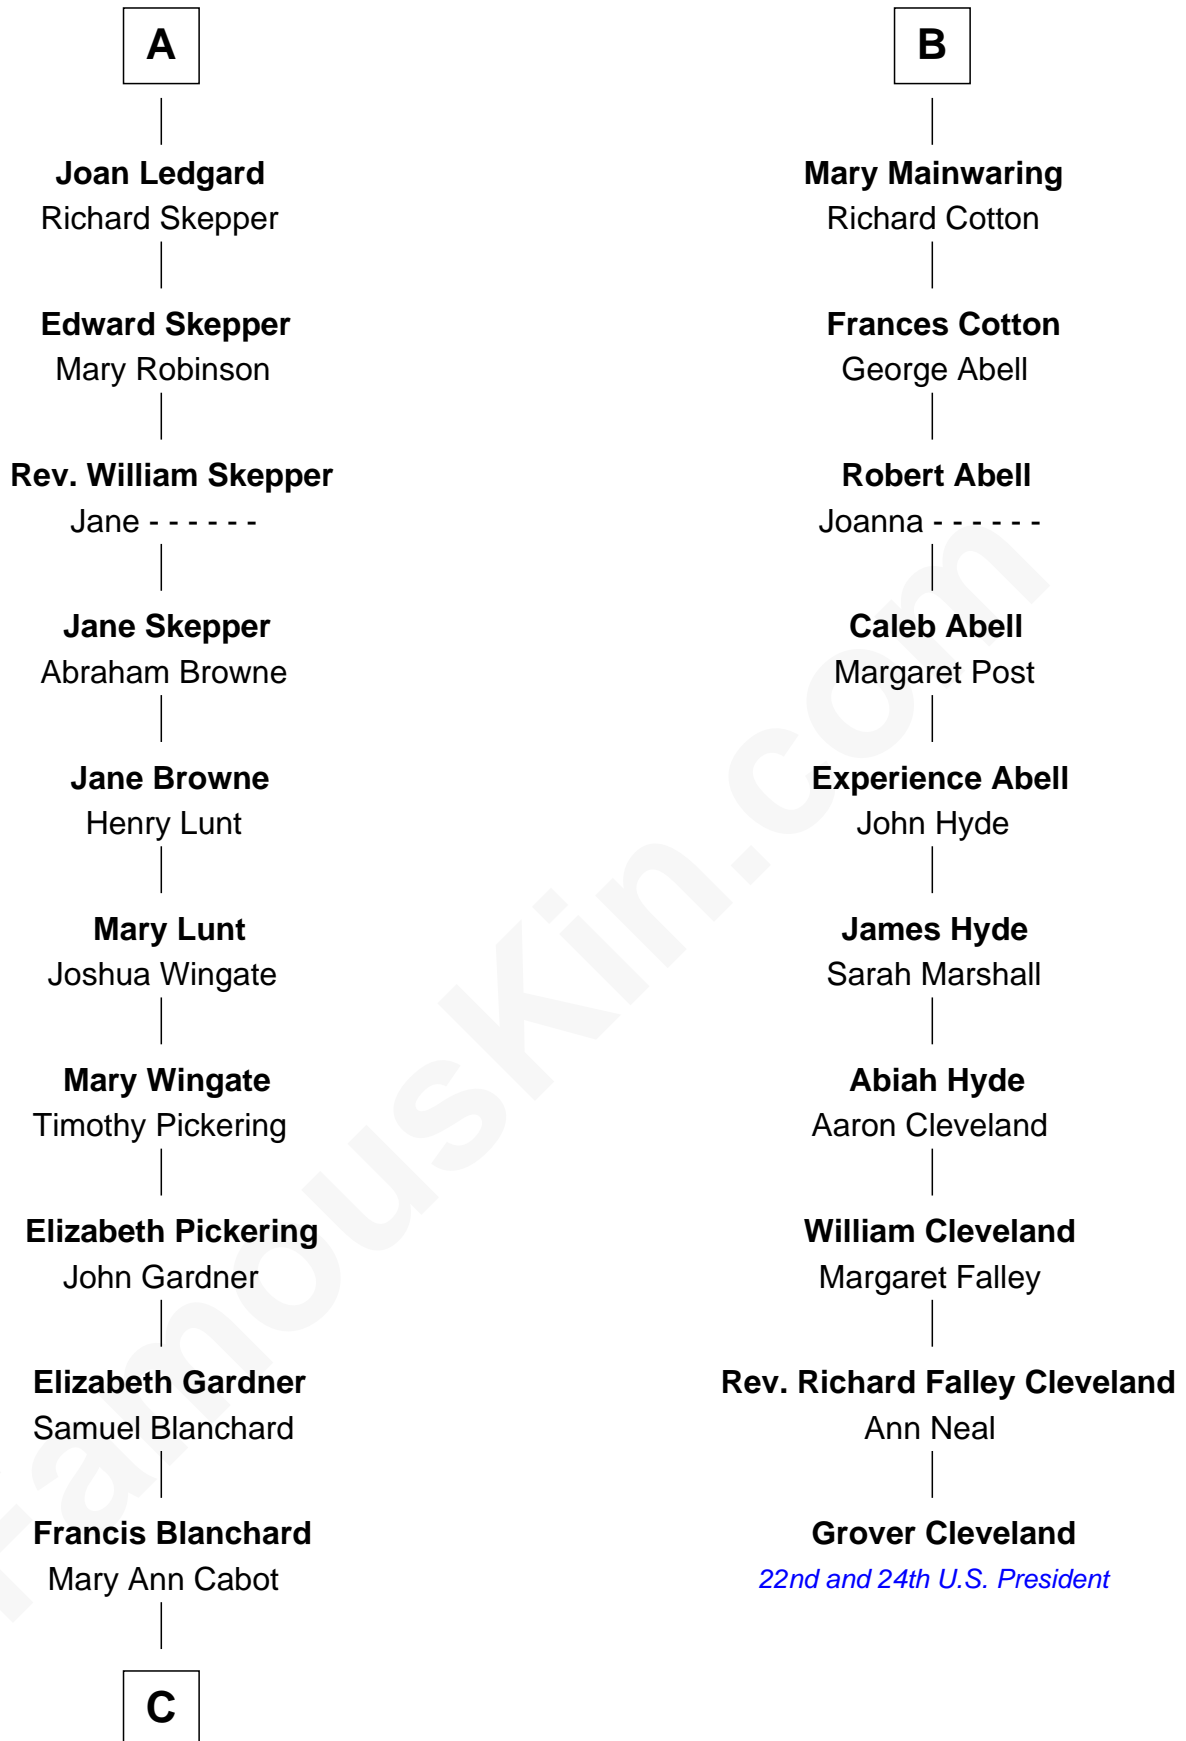 A
Joan Ledgard
Richard Skepper
Edward Skepper
Mary Robinson
Rev. William Skepper
Jane - - - - - -
Jane Skepper
Abraham Browne
Jane Browne
Henry Lunt
Mary Lunt
Joshua Wingate
Mary Wingate
Timothy Pickering
Elizabeth Pickering
John Gardner
Elizabeth Gardner
Samuel Blanchard
Francis Blanchard
Mary Ann Cabot
C
B
Mary Mainwaring
Richard Cotton
Frances Cotton
George Abell
Robert Abell
Joanna - - - - - -
Caleb Abell
Margaret Post
Experience Abell
John Hyde
James Hyde
Sarah Marshall
Abiah Hyde
Aaron Cleveland
William Cleveland
Margaret Falley
Rev. Richard Falley Cleveland
Ann Neal
Grover Cleveland
22nd and 24th U.S. President
FamousKin.com